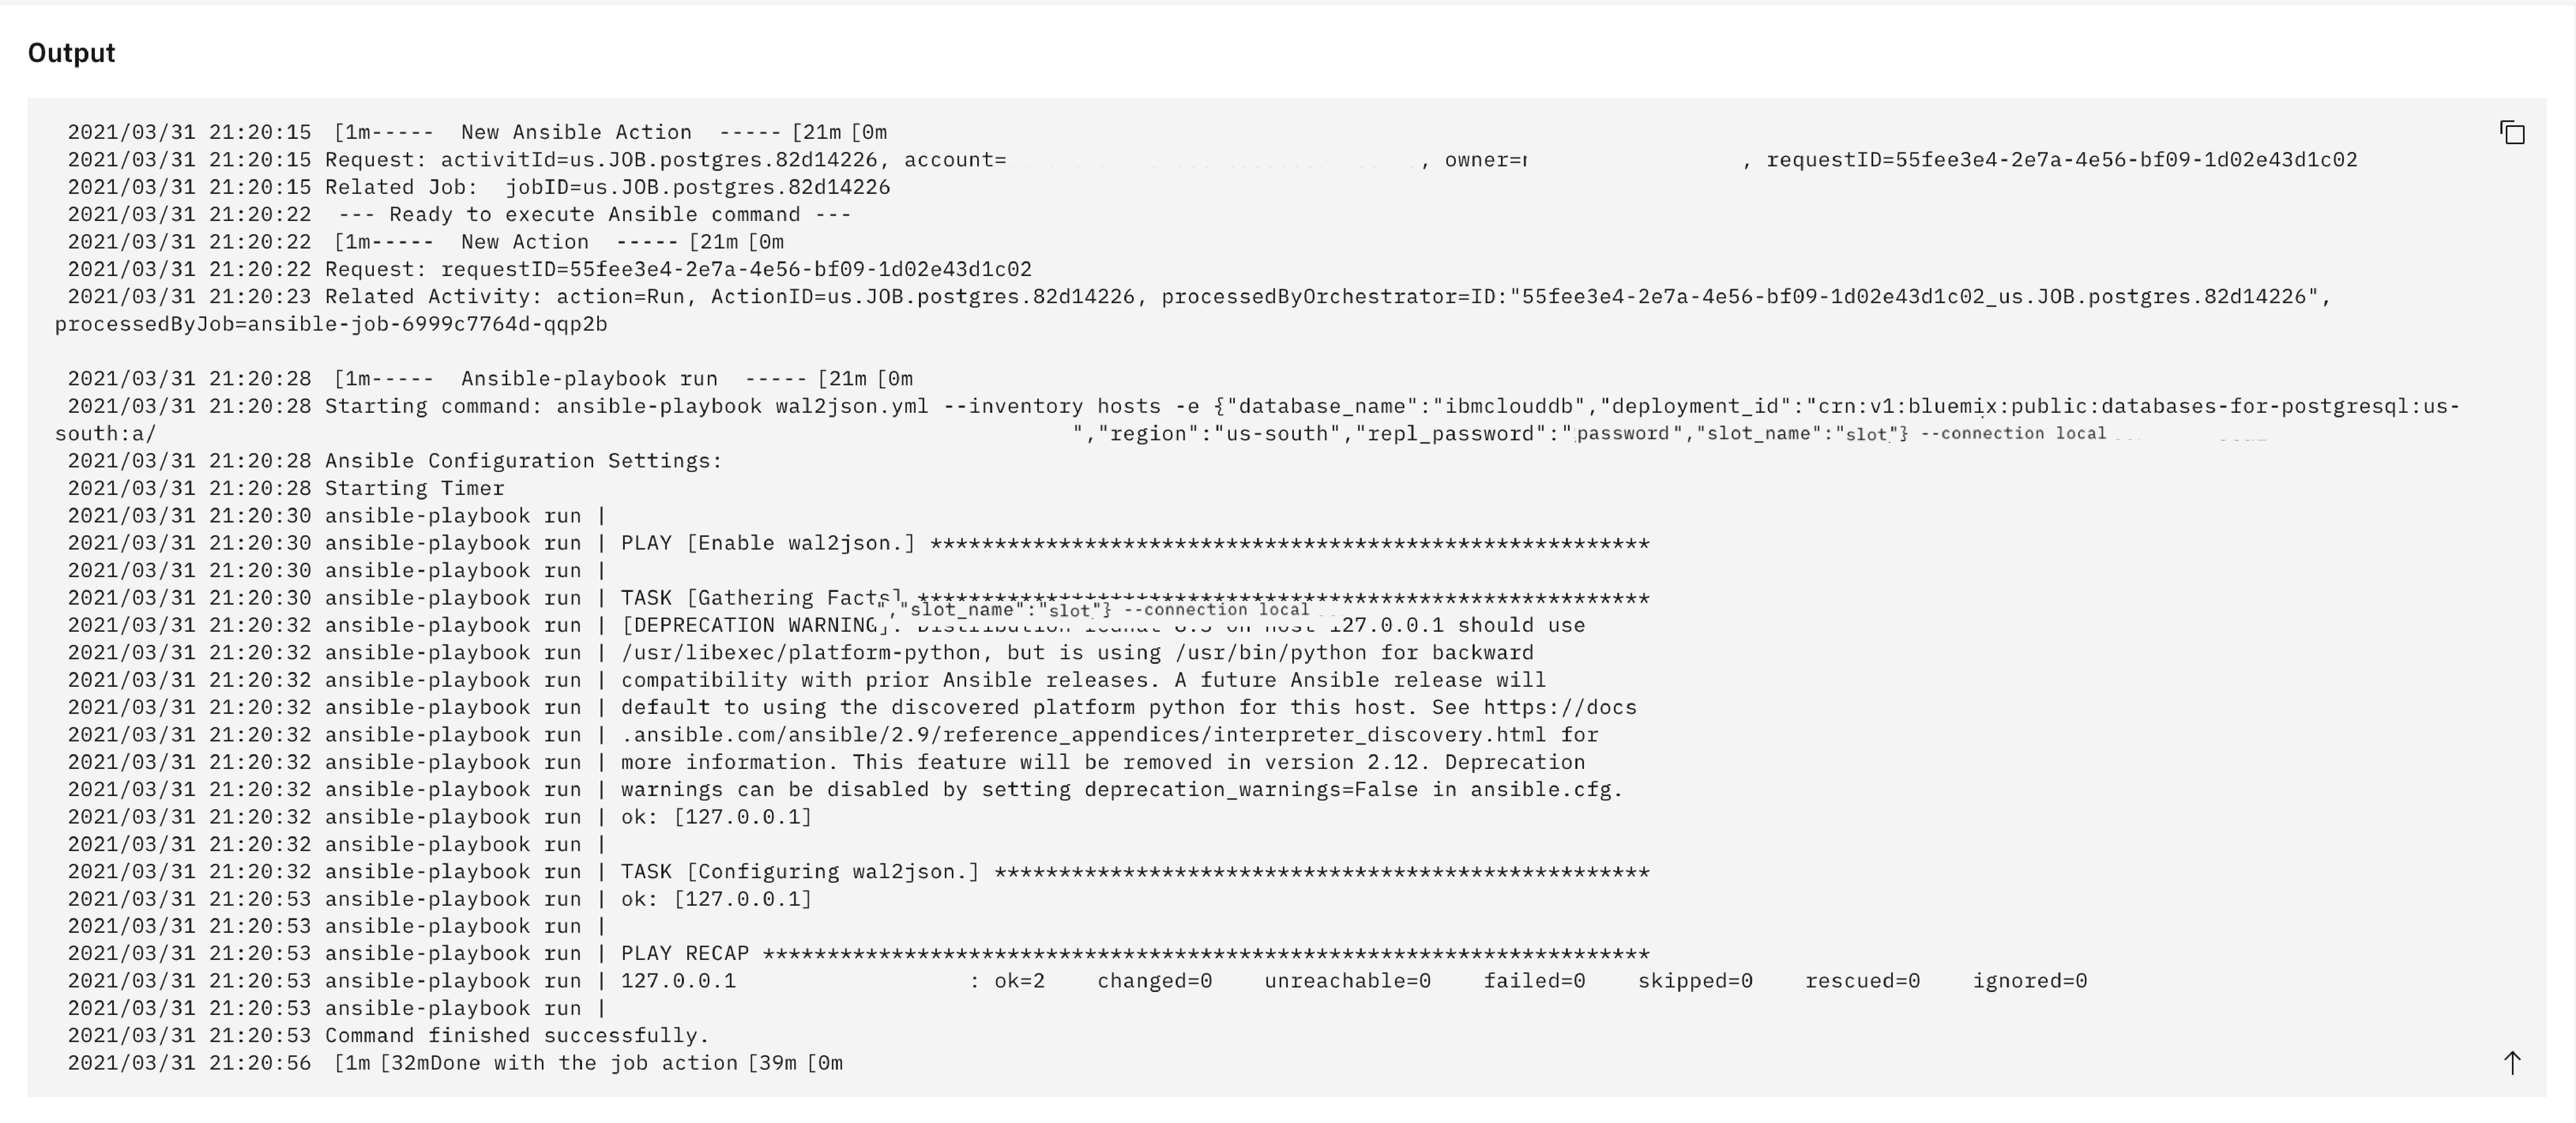 Output
2021/03/31 21:20:15  [1m-----  New Ansible Action  ----- [21m [0m
2021/03/31 21:20:15 Request: activitId=us.JOB.postgres.82d14226, account= , owner= , requestID=55fee3e4-2e7a-4e56-bf09-1d02e43d1c02
2021/03/31 21:20:15 Related Job:  jobID=us.JOB.postgres.82d14226
2021/03/31 21:20:22  --- Ready to execute Ansible command ---
2021/03/31 21:20:22  [1m-----  New Action  ----- [21m [0m
2021/03/31 21:20:22 Request: requestID=55fee3e4-2e7a-4e56-bf09-1d02e43d1c02
2021/03/31 21:20:23 Related Activity: action=Run, ActionID=us.JOB.postgres.82d14226, processedByOrchestrator=ID:"55fee3e4-2e7a-4e56-bf09-1d02e43d1c02_us.JOB.postgres.82d14226",
processedByJob=ansible-job-6999c7764d-qqp2b
2021/03/31 21:20:28  [1m-----  Ansible-playbook run  ----- [21m [0m
2021/03/31 21:20:28 Starting command: ansible-playbook wal2json.yml --inventory hosts -e {"database_name":"ibmclouddb","deployment_id":"crn:v1:bluemix:public:databases-for-postgresql:us-
south:a/ ","region":"us-south","repl_password":"password","slot_name":"slot"} --connection local
2021/03/31 21:20:28 Ansible Configuration Settings:
2021/03/31 21:20:28 Starting Timer
2021/03/31 21:20:30 ansible-playbook run |
2021/03/31 21:20:30 ansible-playbook run | PLAY [Enable wal2json.] ********************************************************
2021/03/31 21:20:30 ansible-playbook run |
2021/03/31 21:20:30 ansible-playbook run | TASK [Gathering Facts] *********************************************************
","slot_name":"slot"} --connection local
2021/03/31 21:20:32 ansible-playbook run | [DEPRECATION WARNING]: 127.0.0.1 should use
2021/03/31 21:20:32 ansible-playbook run | /usr/libexec/platform-python, but is using /usr/bin/python for backward
2021/03/31 21:20:32 ansible-playbook run | compatibility with prior Ansible releases. A future Ansible release will
2021/03/31 21:20:32 ansible-playbook run | default to using the discovered platform python for this host. See https://docs
2021/03/31 21:20:32 ansible-playbook run | .ansible.com/ansible/2.9/reference_appendices/interpreter_discovery.html for
2021/03/31 21:20:32 ansible-playbook run | more information. This feature will be removed in version 2.12. Deprecation
2021/03/31 21:20:32 ansible-playbook run | warnings can be disabled by setting deprecation_warnings=False in ansible.cfg.
2021/03/31 21:20:32 ansible-playbook run | ok: [127.0.0.1]
2021/03/31 21:20:32 ansible-playbook run |
2021/03/31 21:20:32 ansible-playbook run | TASK [Configuring wal2json.] ***************************************************
2021/03/31 21:20:53 ansible-playbook run | ok: [127.0.0.1]
2021/03/31 21:20:53 ansible-playbook run |
2021/03/31 21:20:53 ansible-playbook run | PLAY RECAP *********************************************************************
2021/03/31 21:20:53 ansible-playbook run | 127.0.0.1                  : ok=2    changed=0    unreachable=0    failed=0    skipped=0    rescued=0    ignored=0
2021/03/31 21:20:53 ansible-playbook run |
2021/03/31 21:20:53 Command finished successfully.
2021/03/31 21:20:56  [1m [32mDone with the job action [39m [0m